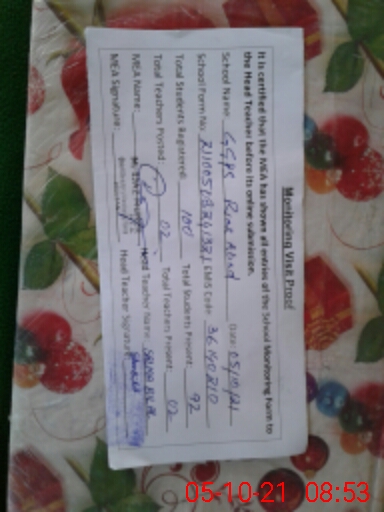 Monitoring Visit Proof
It is certified that the MEA has shown all entries of the School Monitoring Form to
the Head Teacher before its online submission.
School Name: GGPS Date: 05/10/21
School Form No: EMIS Code:
Total Students Registered: 100 Total Students Present: 92
Total Teachers Posted: 02 Total Teachers Present: 02
MEA Name: Head Teacher Name:
MEA Signature: Head Teacher Signature:
05-10-21 08:53